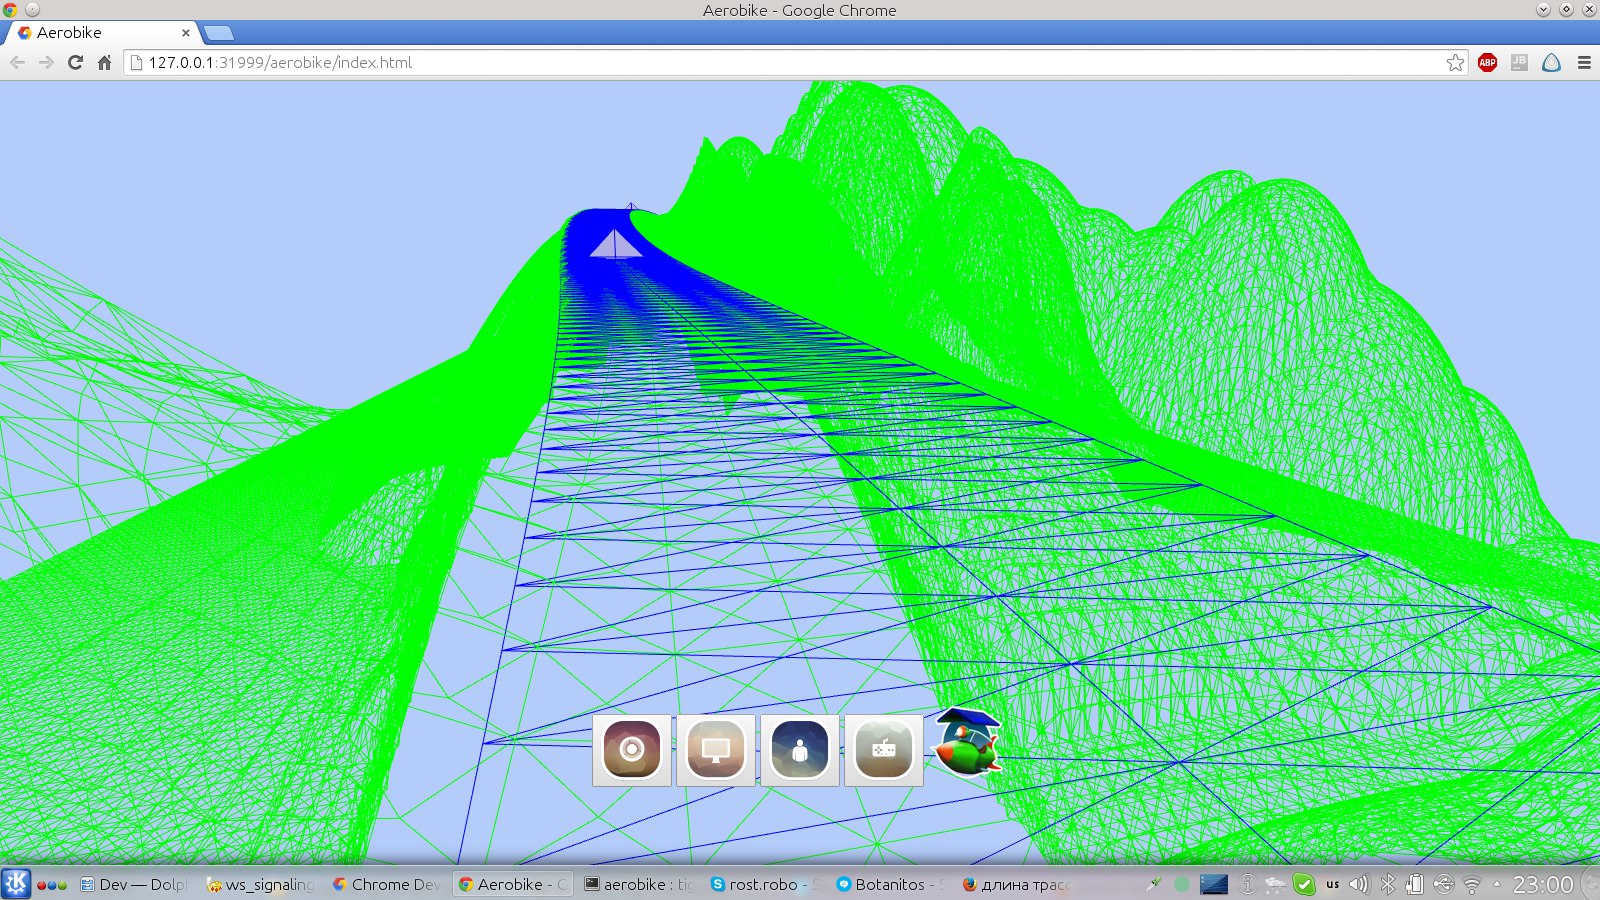 Aerobike - Google Chrome
Aerobike
127.0.0.1:31999/aerobike/index.html
ABP
JB
Dev — Dolph
ws_signaling
Chrome Dev
Aerobike - G
aerobike : tig
rost.robo - S
Botanitos - S
длина трасс
us
23:00